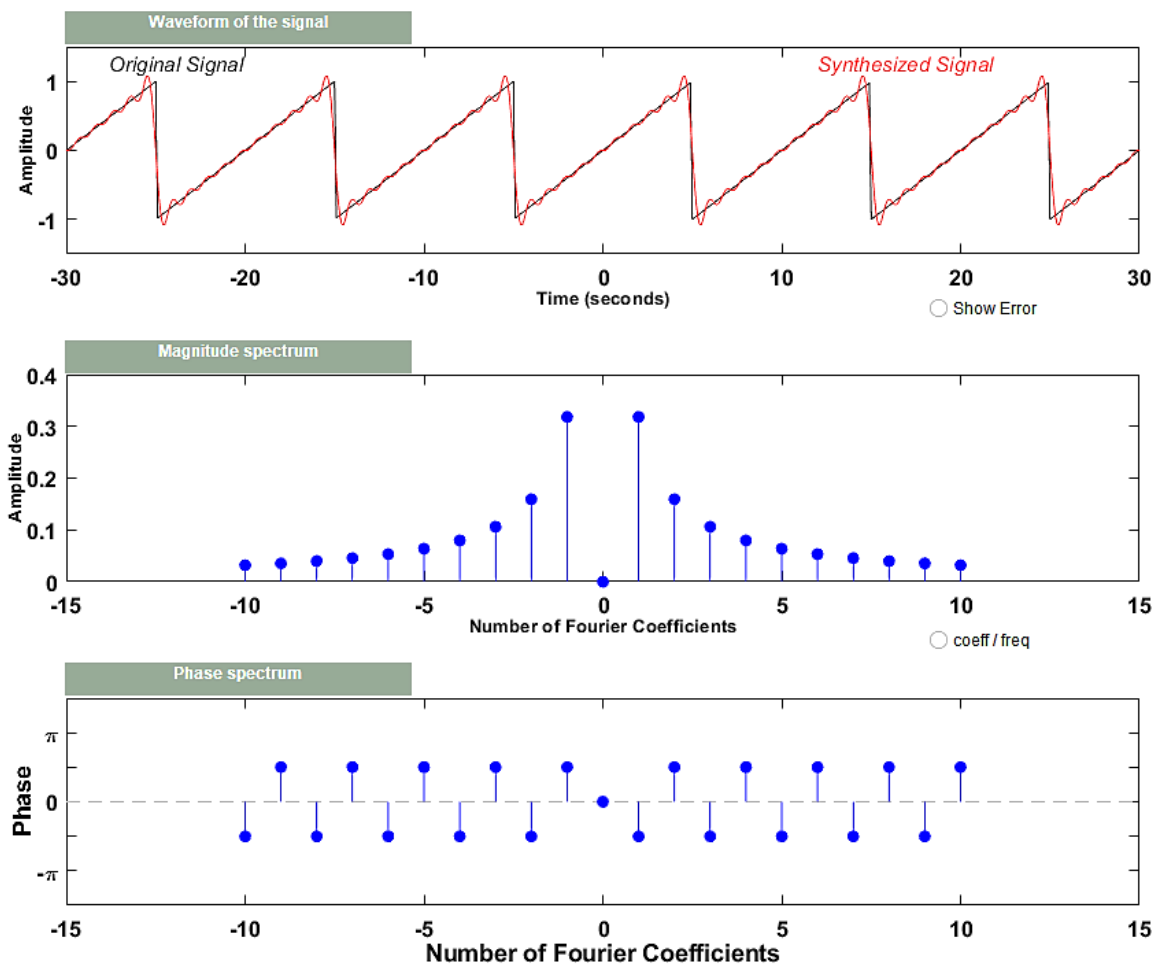 Waveform of the signal
Original Signal
Synthesized Signal
Amplitude
1
0
-1
-30
-20
-10
0
10
20
30
Time (seconds)
Show Error
Magnitude spectrum
Amplitude
0.4
0.3
0.2
0.1
0
-15
-10
-5
0
5
10
15
Number of Fourier Coefficients
coeff / freq
Phase spectrum
Phase
π
0
-π
-15
-10
-5
0
5
10
15
Number of Fourier Coefficients